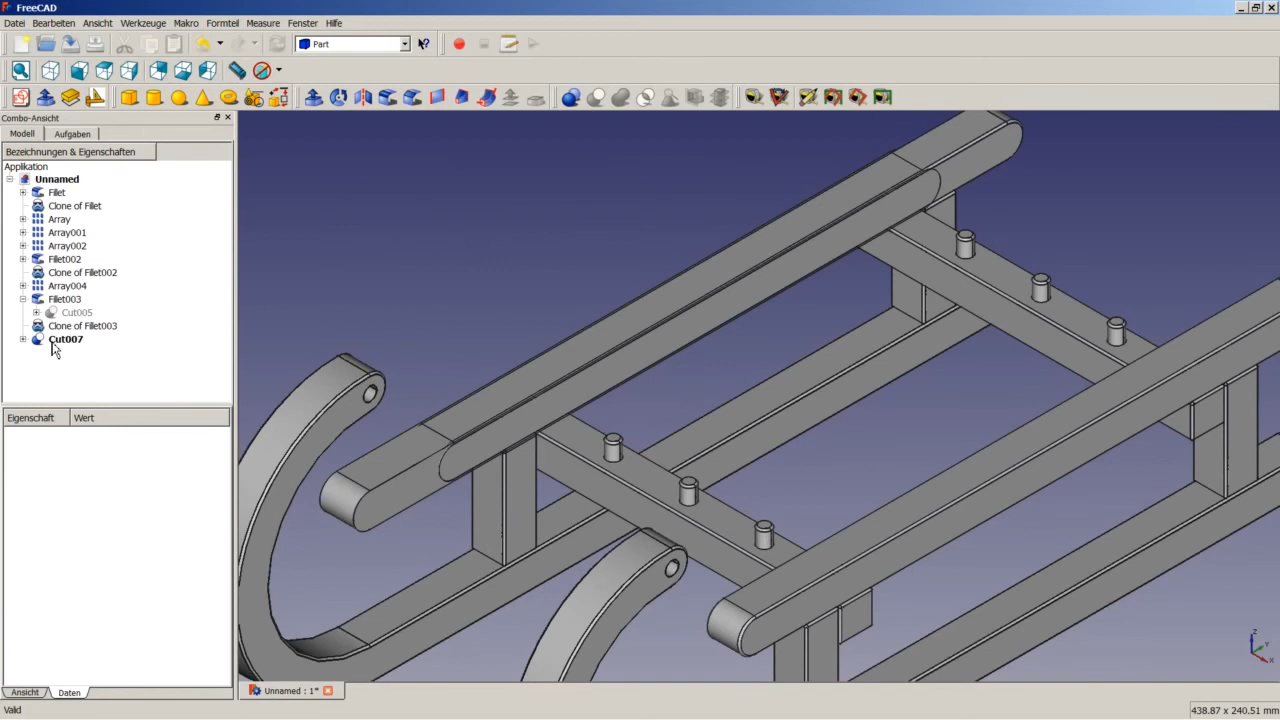 FreeCAD
Datei Bearbeiten Ansicht Werkzeuge Makro Formteil Measure Fenster Hilfe
Part
Combo-Ansicht
Modell Aufgaben
Bezeichnungen & Eigenschaften
Applikation
Unnamed
Fillet
Clone of Fillet
Array
Array001
Array002
Fillet002
Clone of Fillet002
Array004
Fillet003
Cut005
Clone of Fillet003
Cut007
Eigenschaft Wert
Ansicht Daten
Unnamed : 1*
Z
Y
X
Valid
438.87 x 240.51 mm